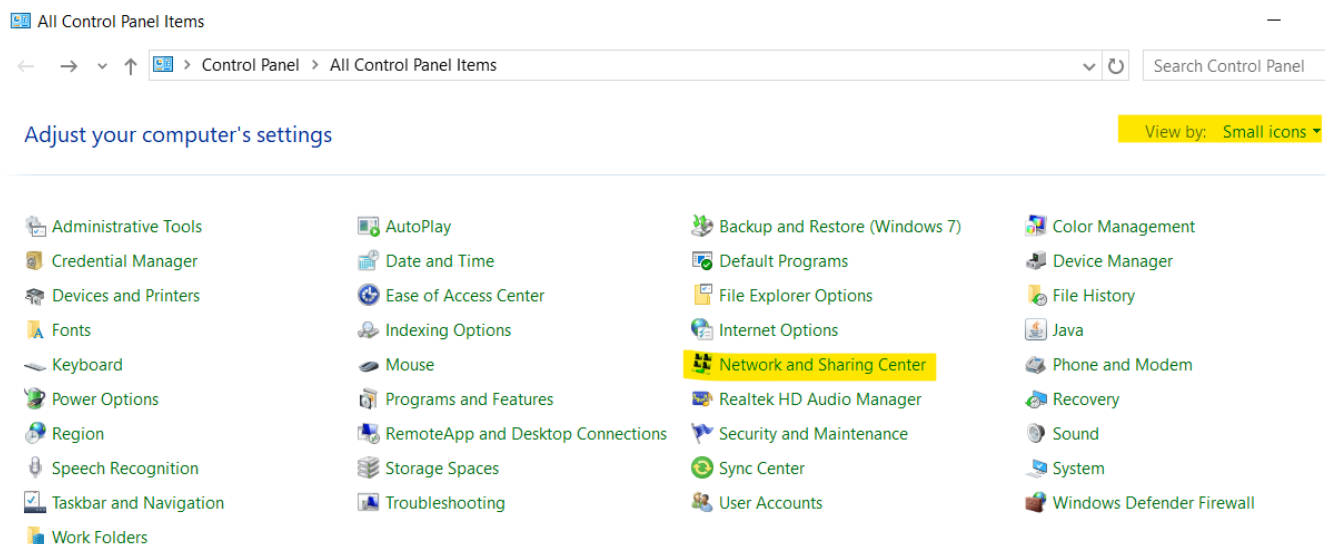 All Control Panel Items
Control Panel > All Control Panel Items
Search Control Panel
Adjust your computer's settings
View by: Small icons
Administrative Tools
AutoPlay
Backup and Restore (Windows 7)
Color Management
Credential Manager
Date and Time
Default Programs
Device Manager
Devices and Printers
Ease of Access Center
File Explorer Options
File History
Fonts
Indexing Options
Internet Options
Java
Keyboard
Mouse
Network and Sharing Center
Phone and Modem
Power Options
Programs and Features
Realtek HD Audio Manager
Recovery
Region
RemoteApp and Desktop Connections
Security and Maintenance
Sound
Speech Recognition
Storage Spaces
Sync Center
System
Taskbar and Navigation
Troubleshooting
User Accounts
Windows Defender Firewall
Work Folders